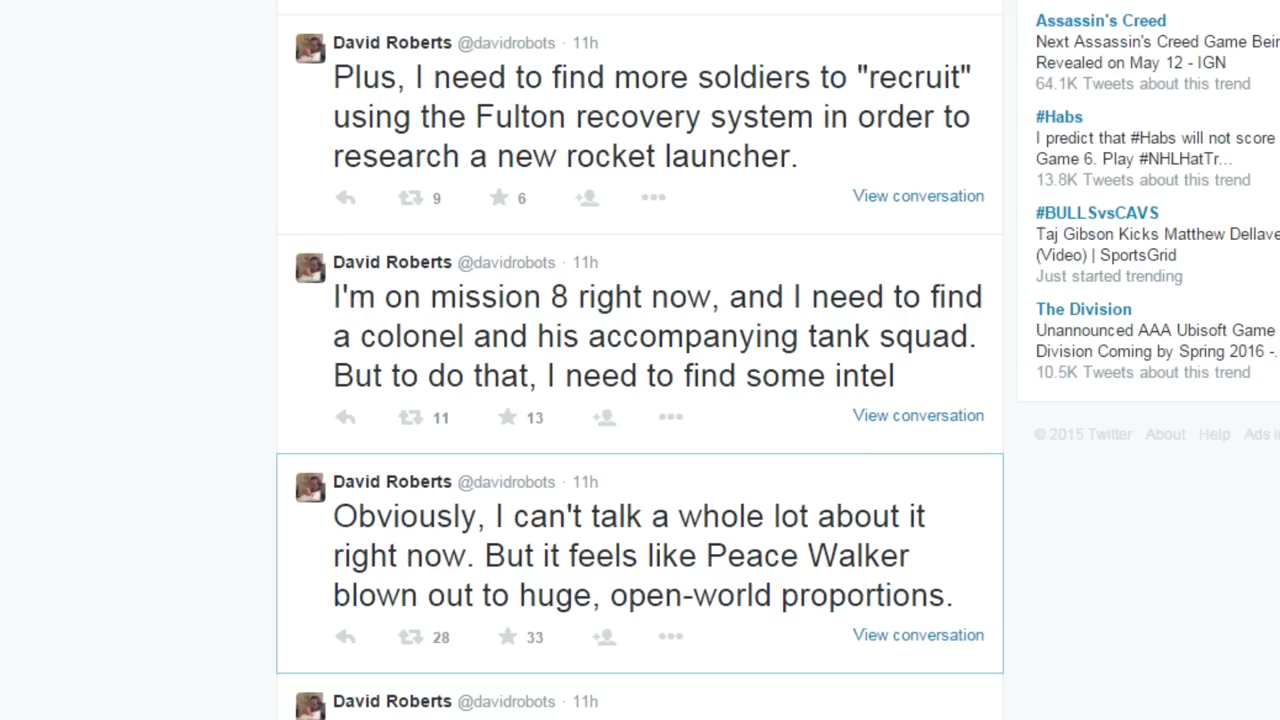 David Roberts @davidrobots · 11h
Plus, I need to find more soldiers to "recruit"
using the Fulton recovery system in order to
research a new rocket launcher.
9 6 View conversation
David Roberts @davidrobots · 11h
I'm on mission 8 right now, and I need to find
a colonel and his accompanying tank squad.
But to do that, I need to find some intel
11 13 View conversation
David Roberts @davidrobots · 11h
Obviously, I can't talk a whole lot about it
right now. But it feels like Peace Walker
blown out to huge, open-world proportions.
28 33 View conversation
David Roberts @davidrobots · 11h
Assassin's Creed
Next Assassin's Creed Game Bein
Revealed on May 12 - IGN
64.1K Tweets about this trend
#Habs
I predict that #Habs will not score
Game 6. Play #NHLHatTr...
13.8K Tweets about this trend
#BULLSvsCAVS
Taj Gibson Kicks Matthew Dellave
(Video) | SportsGrid
Just started trending
The Division
Unannounced AAA Ubisoft Game
Division Coming by Spring 2016 -.
10.5K Tweets about this trend
© 2015 Twitter About Help Ads i